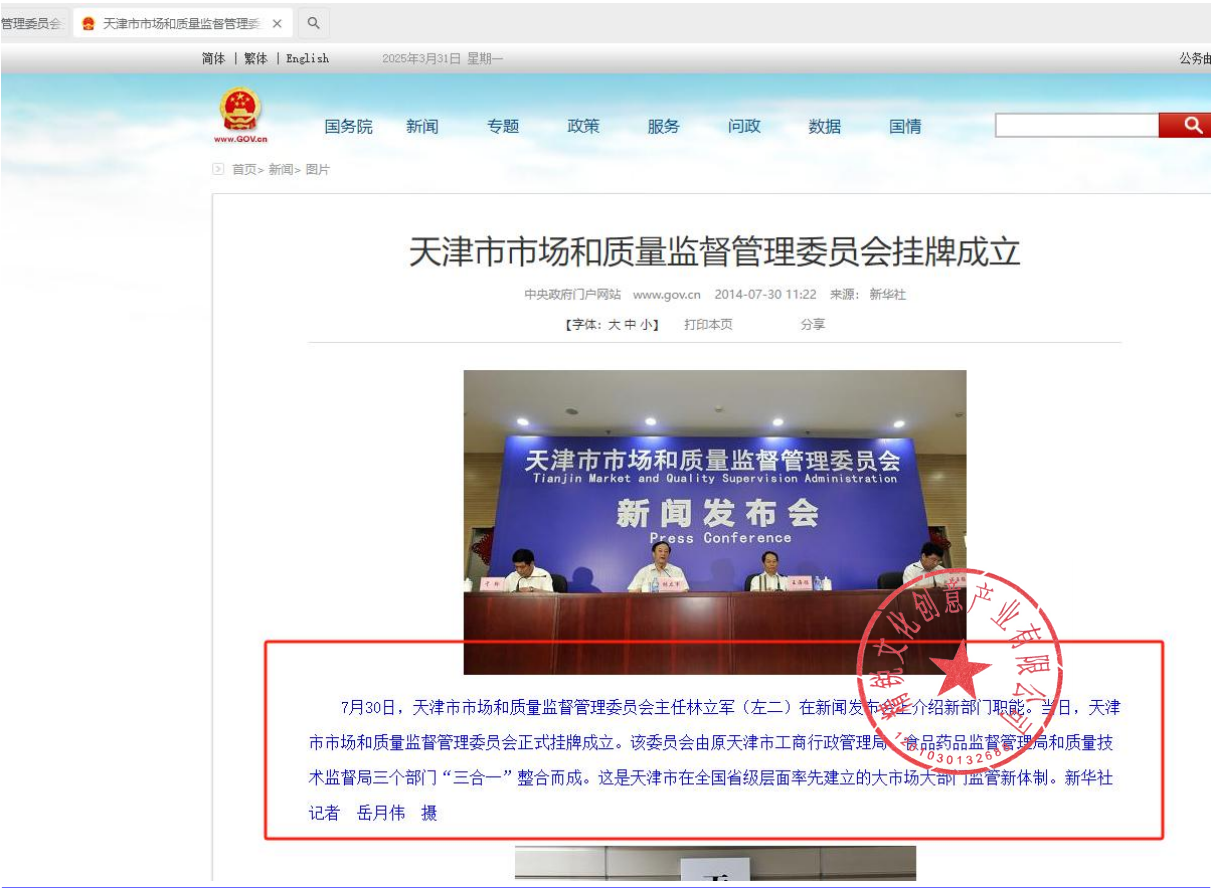 管理委员会
天津市市场和质量监督管理委
简体 | 繁体 | English 2025年3月31日 星期一
公务
www.GOV.cn
国务院 新闻 专题 政策 服务 问政 数据 国情
首页> 新闻> 图片
天津市市场和质量监督管理委员会挂牌成立
中央政府门户网站 www.gov.cn 2014-07-30 11:22 来源： 新华社
【字体：大 中 小】 打印本页 分享
天津市市场和质量监督管理委员会
Tianjin Market and Quality Supervision Administration
新闻发布会
Press Conference
7月30日，天津市市场和质量监督管理委员会主任林立军（左二）在新闻发布会上介绍新部门职能。当日，天津
市市场和质量监督管理委员会正式挂牌成立。该委员会由原天津市工商行政管理局、食品药品监督管理局和质量技
术监督局三个部门“三合一”整合而成。这是天津市在全国省级层面率先建立的大市场大部门监管新体制。新华社
记者 岳月伟 摄
精锐文化创意产业有限公司